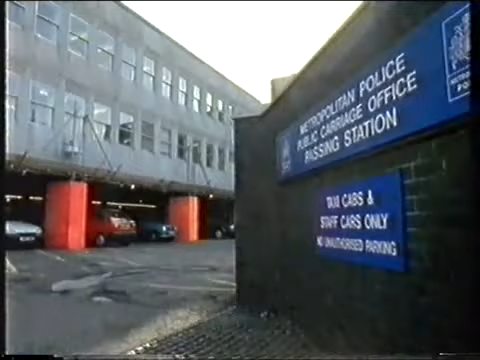 METROPOLITAN POLICE
PUBLIC CARRIAGE OFFICE
PASSING STATION
TAXI CABS &
STAFF CARS ONLY
NO UNAUTHORISED PARKING